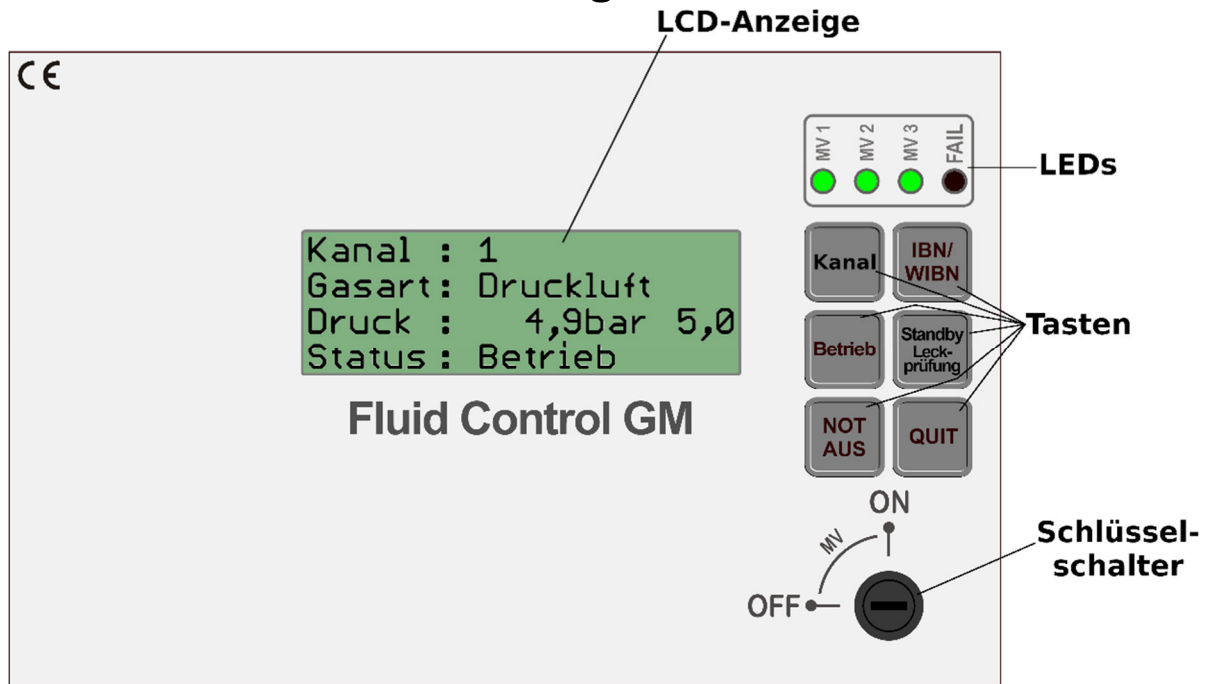 LCD-Anzeige
CE
MV 1
MV 2
MV 3
FAIL
LEDs
Kanal : 1
Gasart: Druckluft
Druck : 4,9bar 5,0
Status: Betrieb
Fluid Control GM
Kanal
IBN/
WIBN
Betrieb
Standby
Leck-
prüfung
Tasten
NOT
AUS
QUIT
ON
MV
OFF
Schlüssel-
schalter